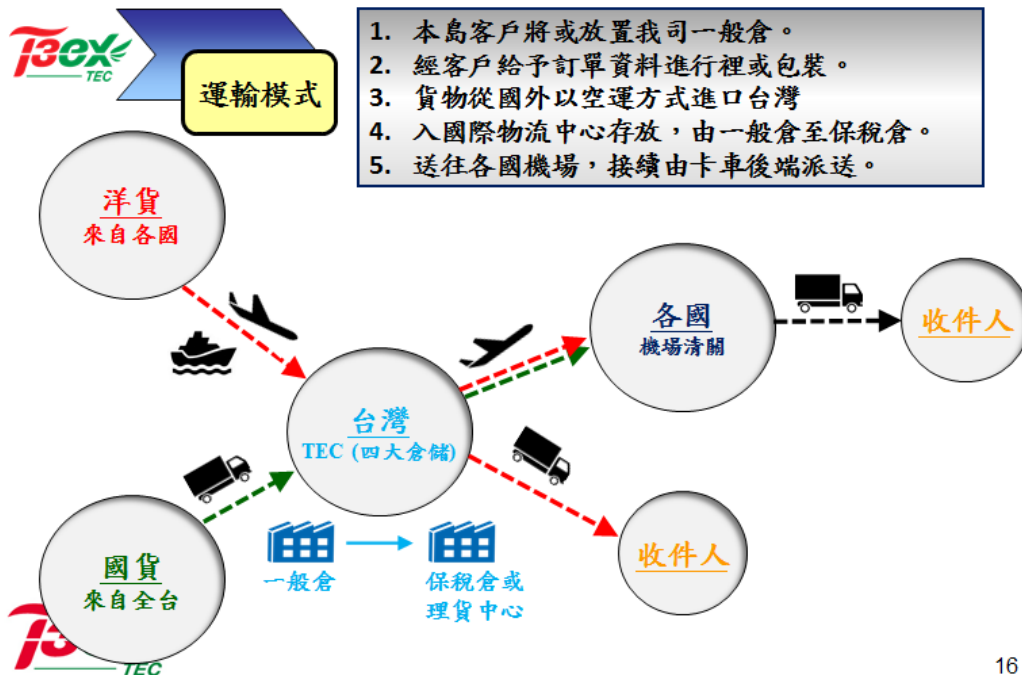 T3EX
TEC
運輸模式
1. 本島客戶將或放置我司一般倉。
2. 經客戶給予訂單資料進行裡或包裝。
3. 貨物從國外以空運方式進口台灣
4. 入國際物流中心存放，由一般倉至保稅倉。
5. 送往各國機場，接續由卡車後端派送。
洋貨
來自各國
各國
機場清關
收件人
台灣
TEC (四大倉儲)
收件人
國貨
來自全台
一般倉
保稅倉或
理貨中心
TEC
16